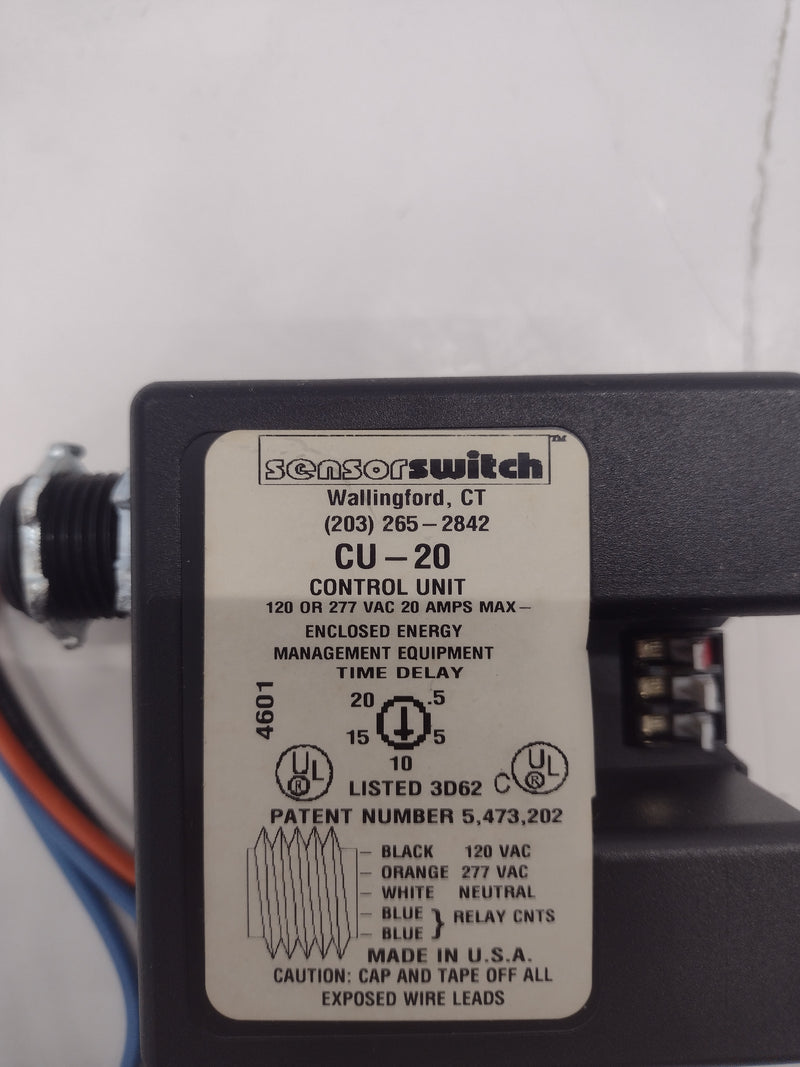 sensorswitch™
Wallingford, CT
(203) 265-2842
CU-20
CONTROL UNIT
120 OR 277 VAC 20 AMPS MAX-
ENCLOSED ENERGY
MANAGEMENT EQUIPMENT
TIME DELAY
4601
20 .5
15 5
10
UL® LISTED 3D62 C UL®
PATENT NUMBER 5,473,202
- BLACK 120 VAC
- ORANGE 277 VAC
- WHITE NEUTRAL
- BLUE } RELAY CNTS
- BLUE
MADE IN U.S.A.
CAUTION: CAP AND TAPE OFF ALL
EXPOSED WIRE LEADS